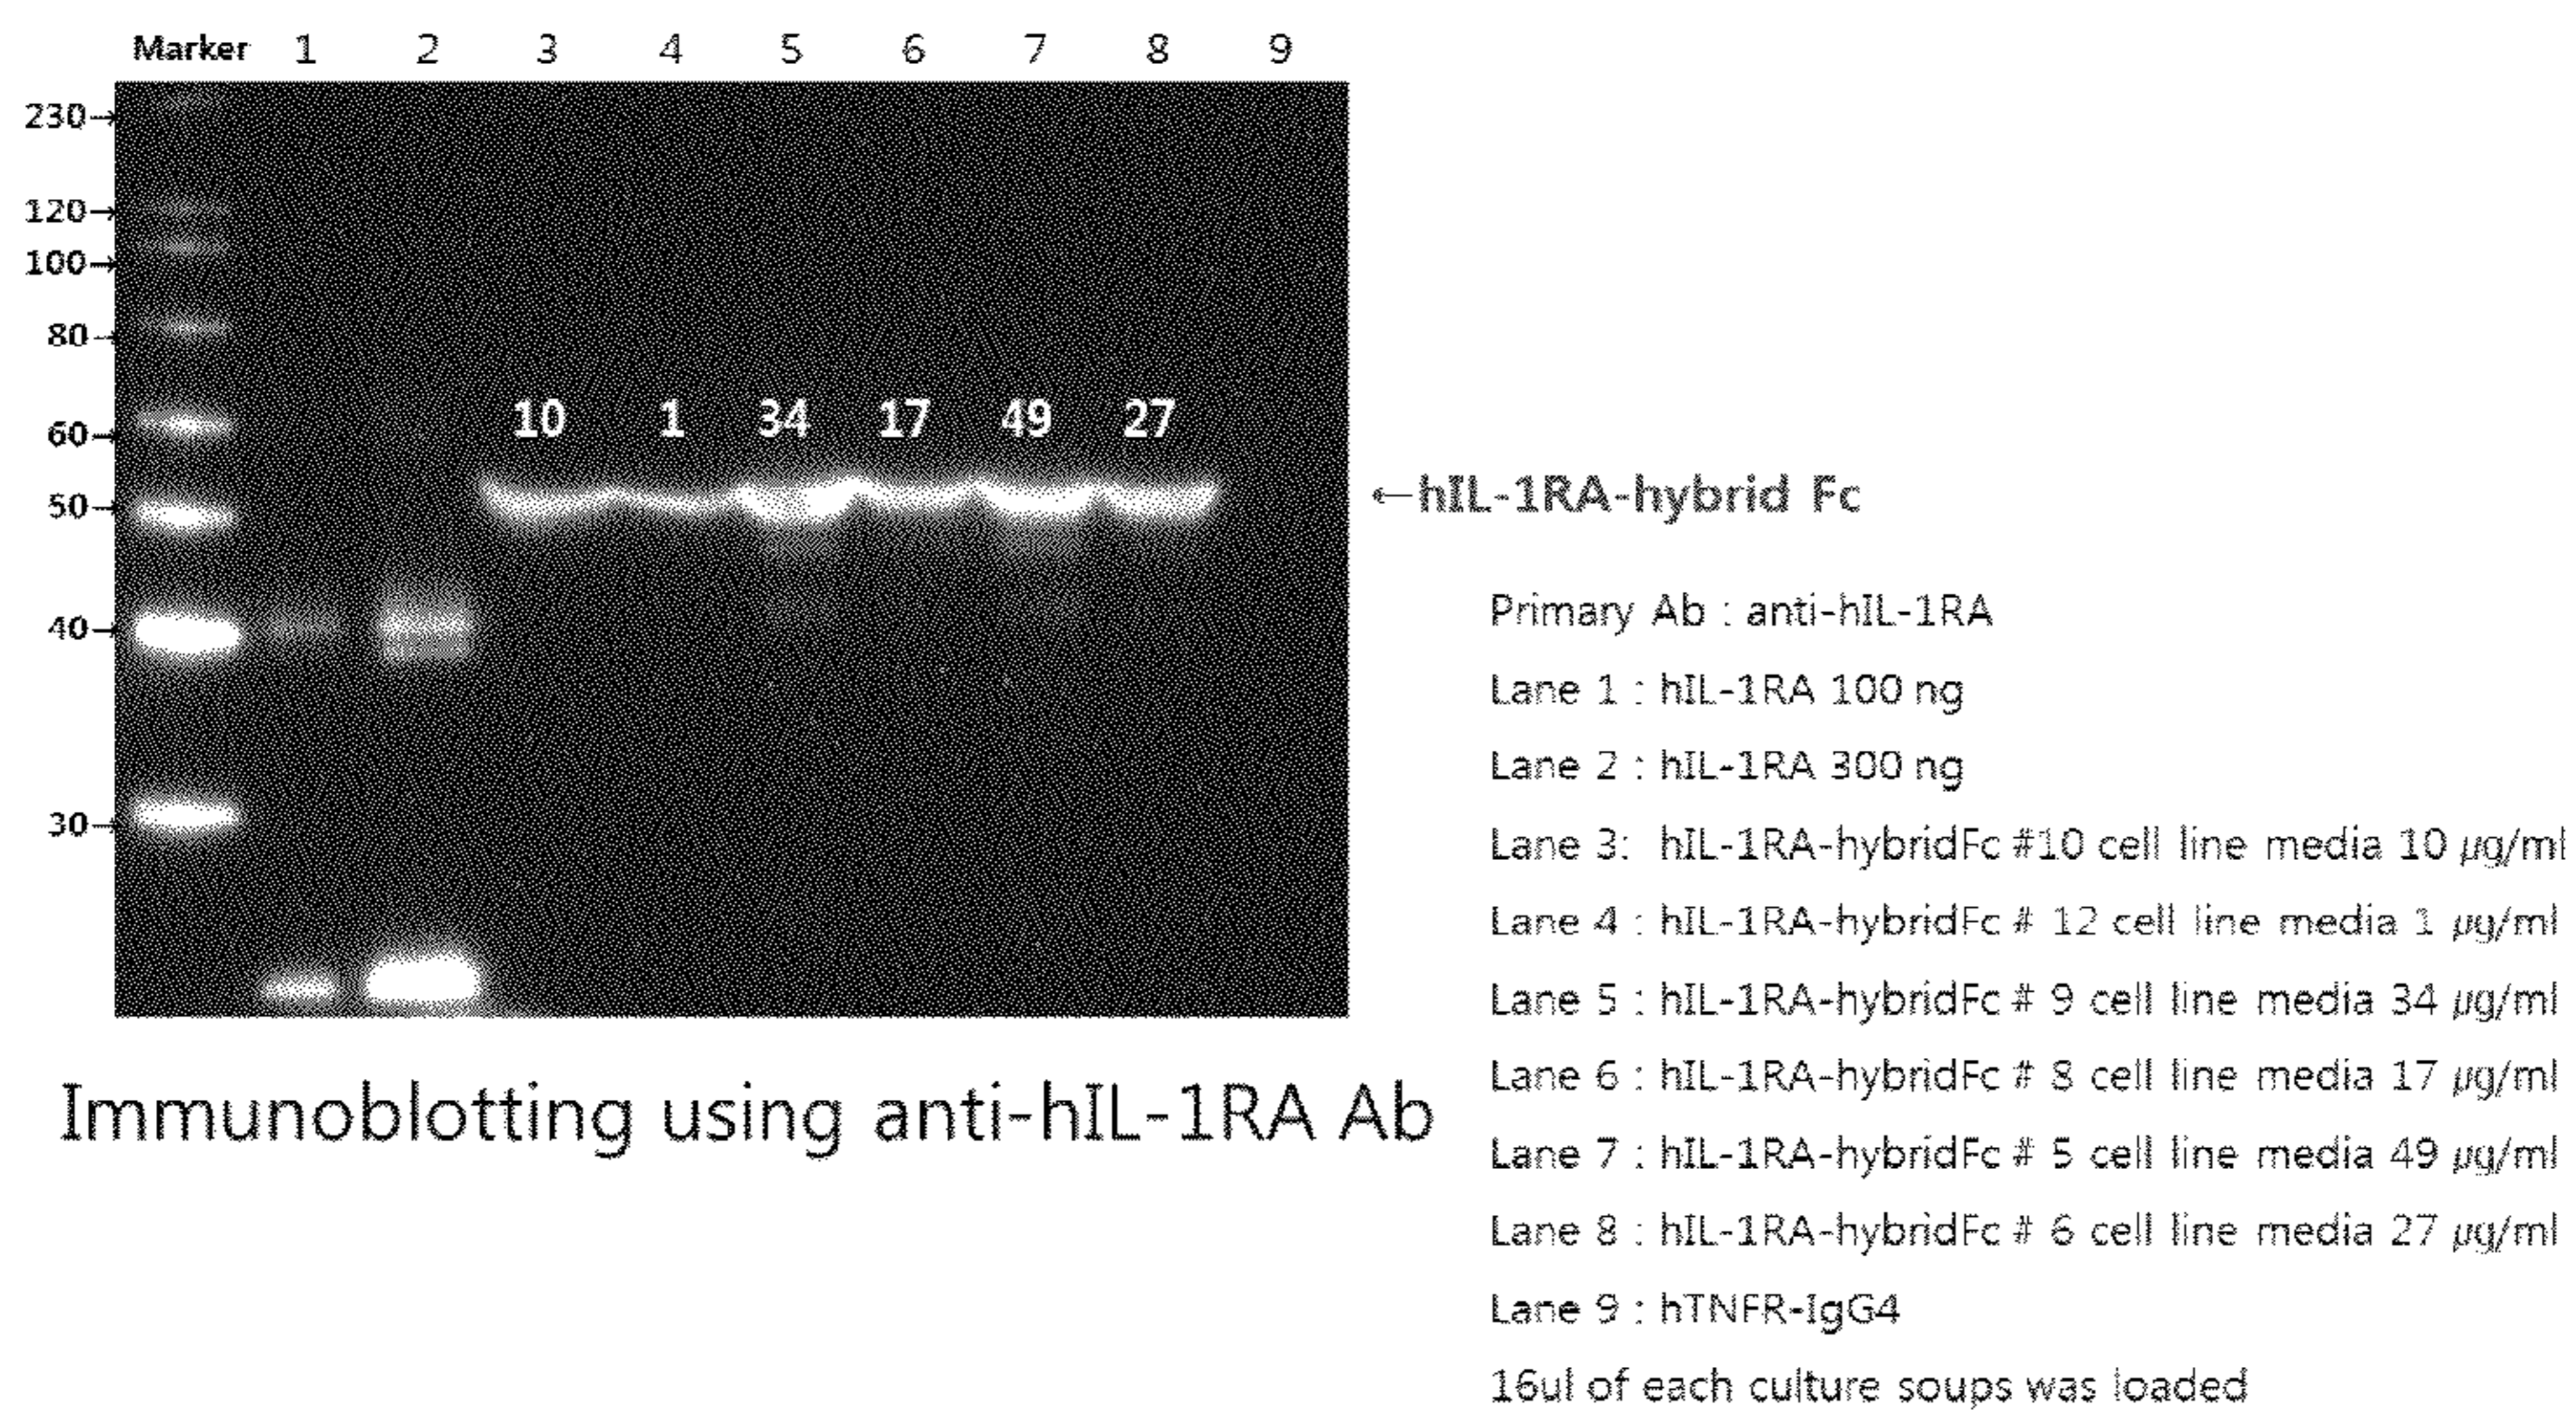 Marker 1 2 3 4 5 6 7 8 9
230→
120→
100→
80→
60→
50→
40→
30→
10 1 34 17 49 27
←hIL-1RA-hybrid Fc
Primary Ab : anti-hIL-1RA
Lane 1 : hIL-1RA 100 ng
Lane 2 : hIL-1RA 300 ng
Lane 3: hIL-1RA-hybridFc #10 cell line media 10 μg/ml
Lane 4 : hIL-1RA-hybridFc # 12 cell line media 1 μg/ml
Lane 5 : hIL-1RA-hybridFc # 9 cell line media 34 μg/ml
Lane 6 : hIL-1RA-hybridFc # 8 cell line media 17 μg/ml
Lane 7 : hIL-1RA-hybridFc # 5 cell line media 49 μg/ml
Lane 8 : hIL-1RA-hybridFc # 6 cell line media 27 μg/ml
Lane 9 : hTNFR-IgG4
16ul of each culture soups was loaded
Immunoblotting using anti-hIL-1RA Ab